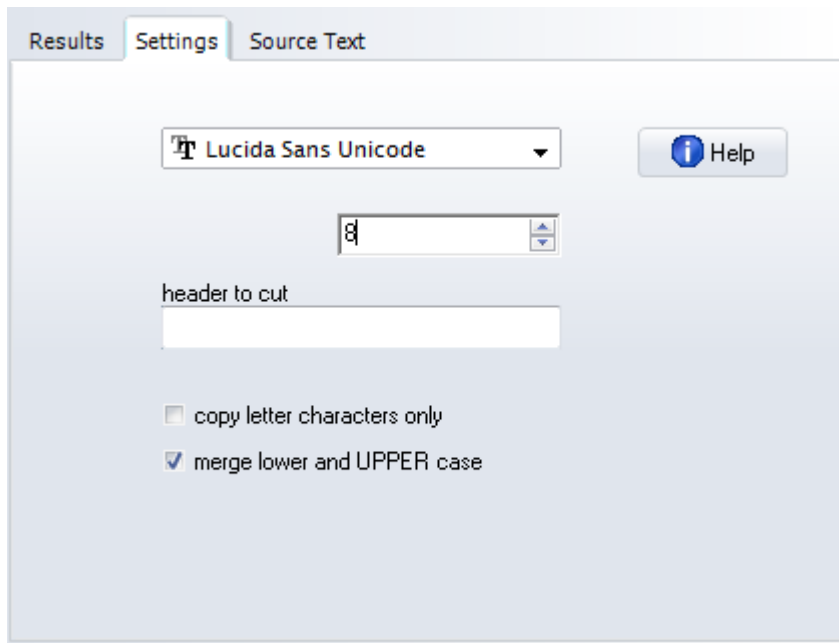 Results Settings Source Text
Lucida Sans Unicode
Help
8
header to cut
copy letter characters only
merge lower and UPPER case